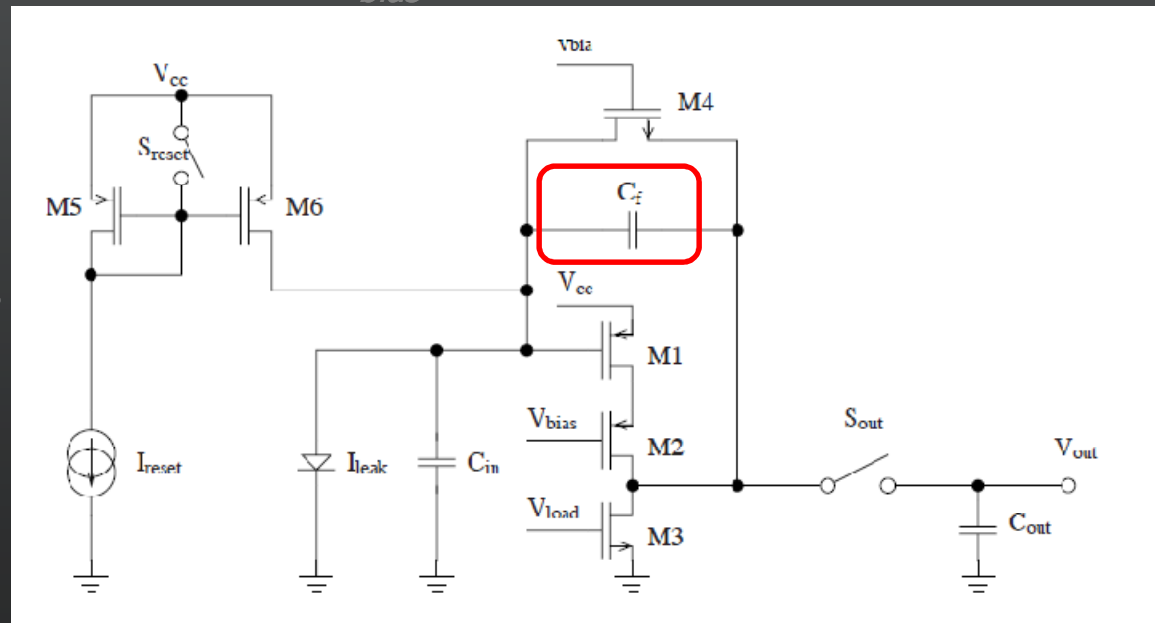 bias
Vbia
Vcc
M4
Sreset
Cf
M5
M6
Vcc
M1
Vbias
Sout
Vout
M2
Ireset
Ileak
Cin
Vload
M3
Cout